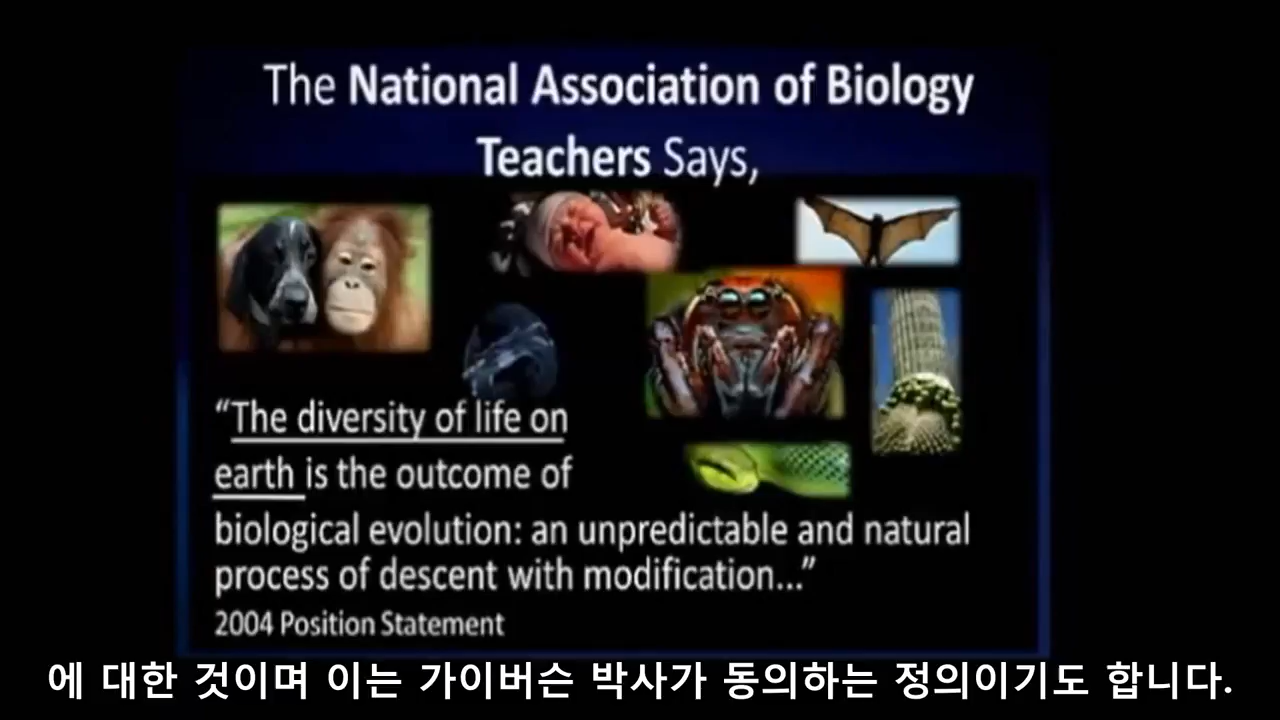 The National Association of Biology
Teachers Says,
“The diversity of life on
earth is the outcome of
biological evolution: an unpredictable and natural
process of descent with modification...”
2004 Position Statement
에 대한 것이며 이는 가이버슨 박사가 동의하는 정의이기도 합니다.